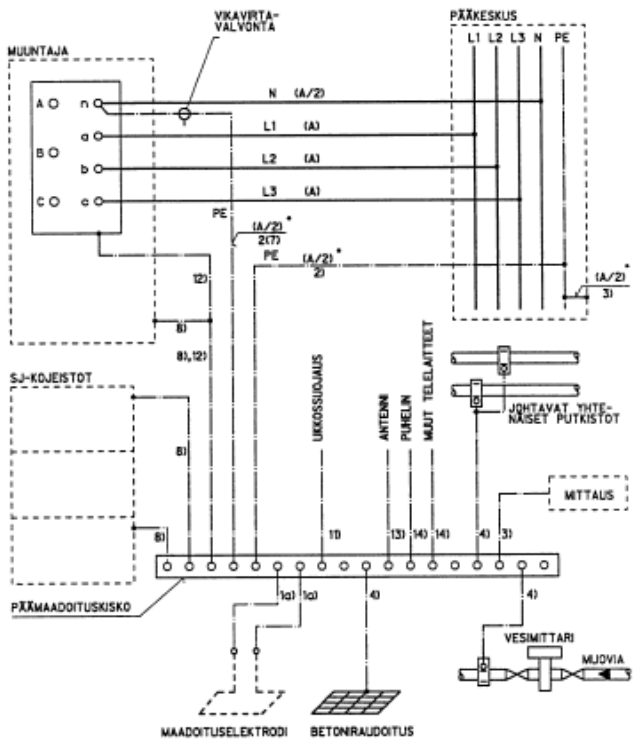 VIKAVIRTA-
VALVONTA
PÄÄKESKUS
MUUNTAJA
L1 L2 L3 N PE
A n N (A/2)
a L1 (A)
B
b L2 (A)
C c L3 (A)
PE (A/2)*
2(7)
PE (A/2)*
2)
(A/2)*
3)
12)
8)
8),12)
SJ-KOJEISTOT
UKKOSSUOJAUS
ANTENNI
PUHELIN
MUUT TELELAITTEET
JOHTAVAT YHTE-
NÄISET PUTKISTOT
8)
MITTAUS
8) 11) 13) 14) 14) 4) 3)
PÄÄMAADOITUSKISKO
1a) 1a) 4) 4)
VESIMITTARI
MUOVIA
MAADOITUSELEKTRODI BETONIRAUDOITUS